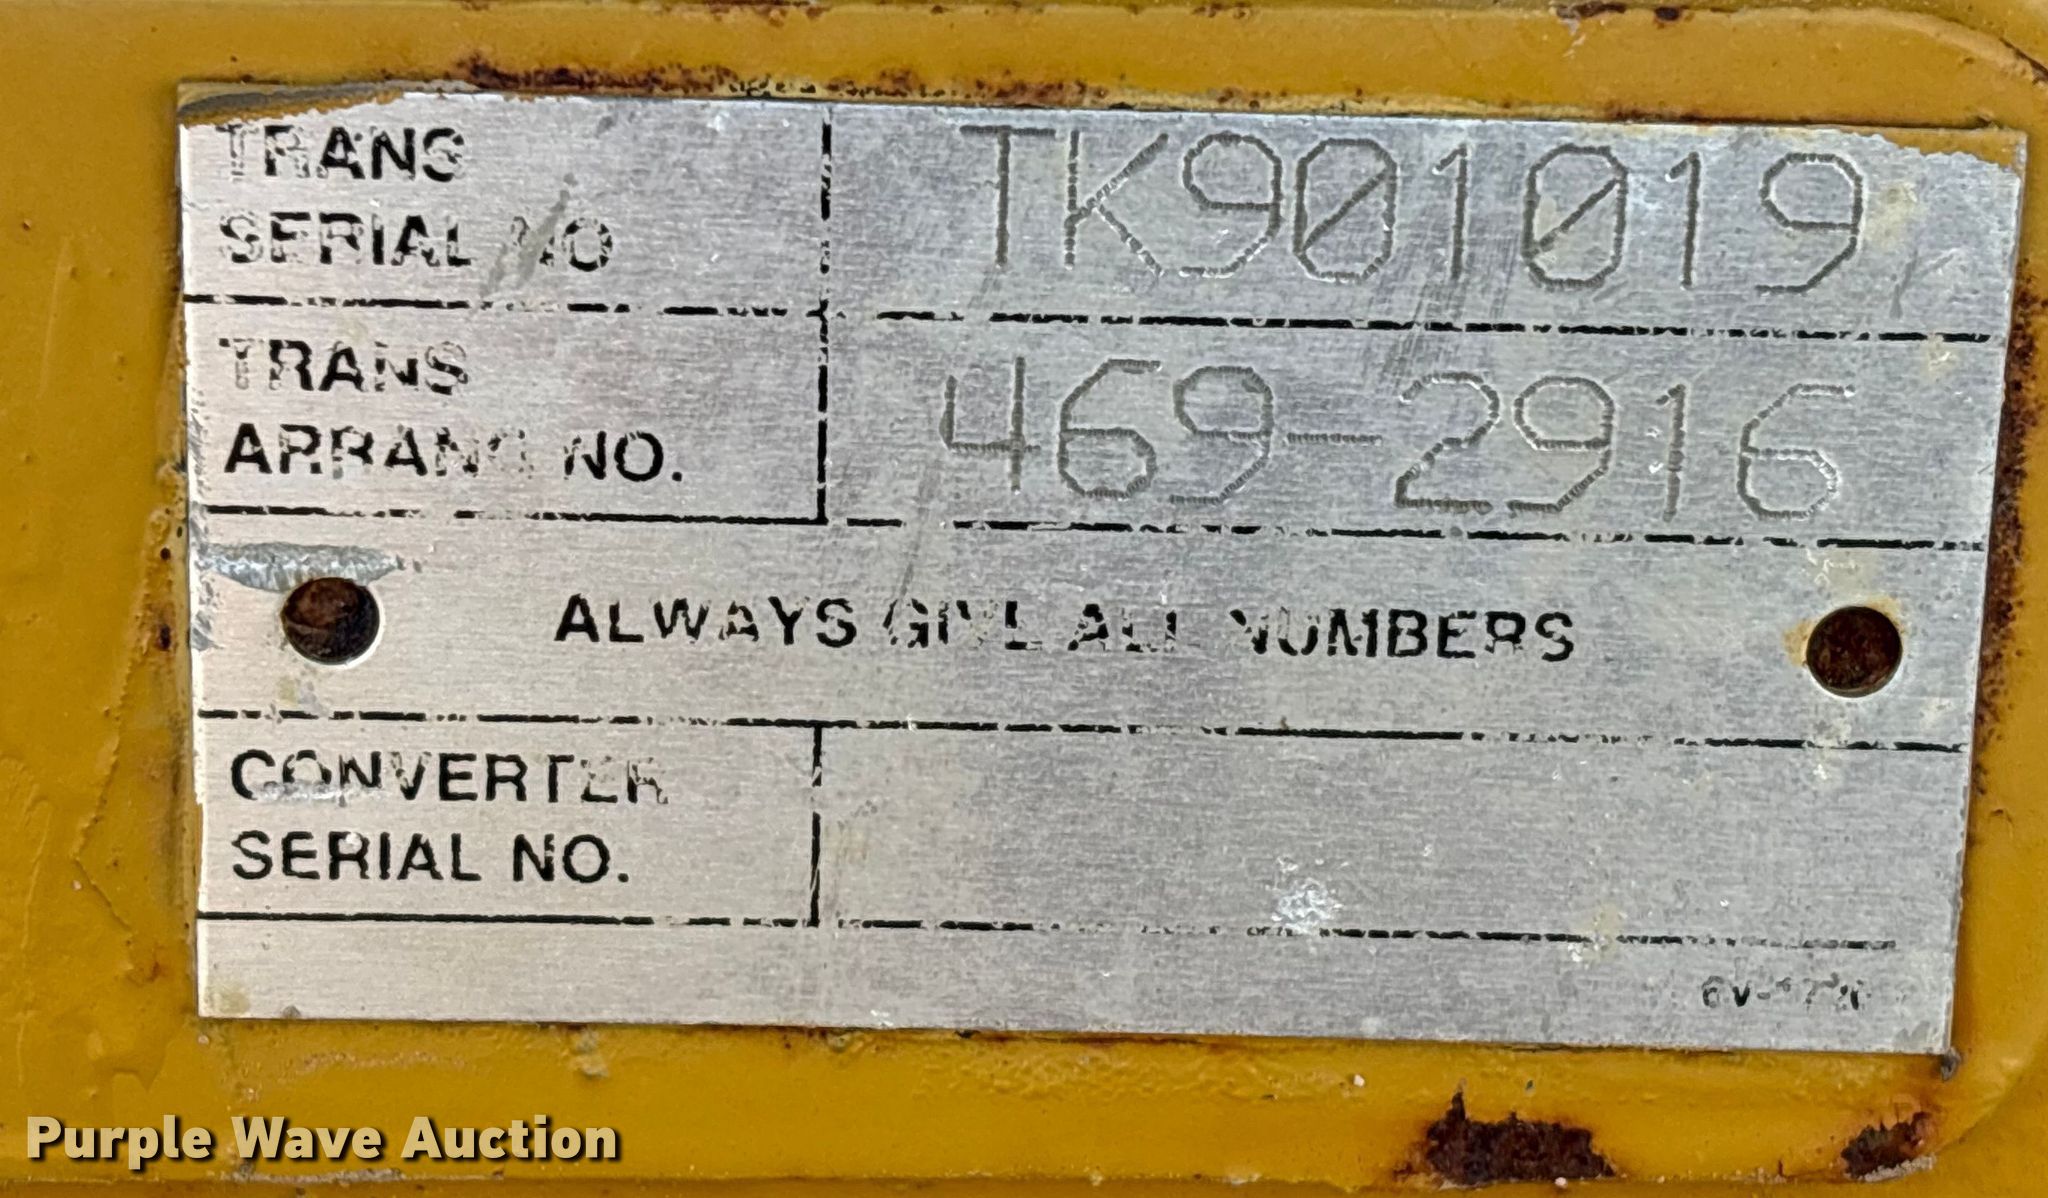 TRANS
SERIAL NO
TK901019
TRANS
ARRANG NO.
469-2916
ALWAYS GIVE ALL NUMBERS
CONVERTER
SERIAL NO.
Purple Wave Auction